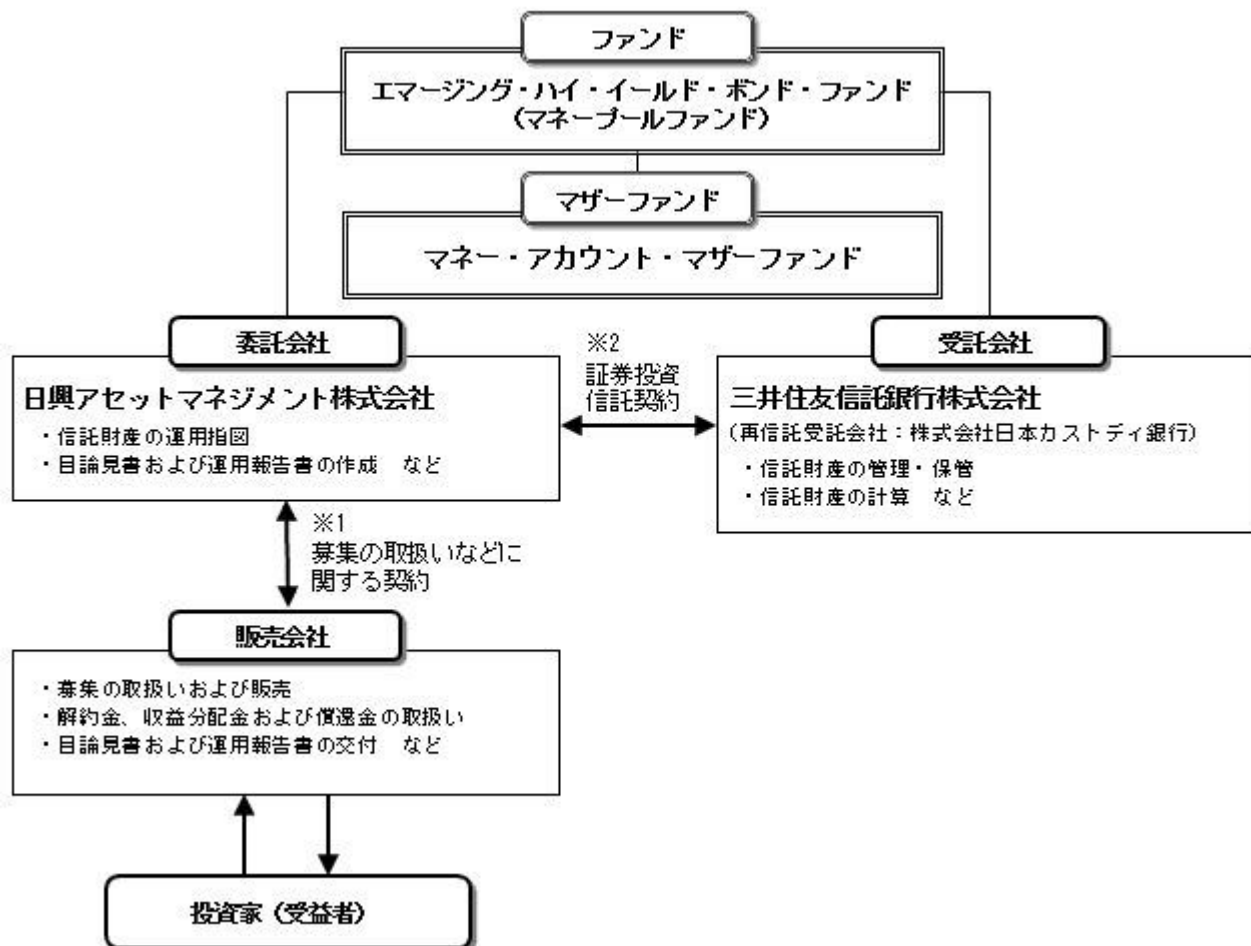 ファンド
エマージング・ハイ・イールド・ボンド・ファンド
(マネープールファンド)
マザーファンド
マネー・アカウント・マザーファンド
委託会社
日興アセットマネジメント株式会社
・信託財産の運用指図
・目論見書および運用報告書の作成 など
※2
証券投資
信託契約
受託会社
三井住友信託銀行株式会社
(再信託受託会社:株式会社日本カストディ銀行)
・信託財産の管理・保管
・信託財産の計算 など
※1
募集の取扱いなどに
関する契約
販売会社
・募集の取扱いおよび販売
・解約金、収益分配金および償還金の取扱い
・目論見書および運用報告書の交付 など
投資家(受益者)